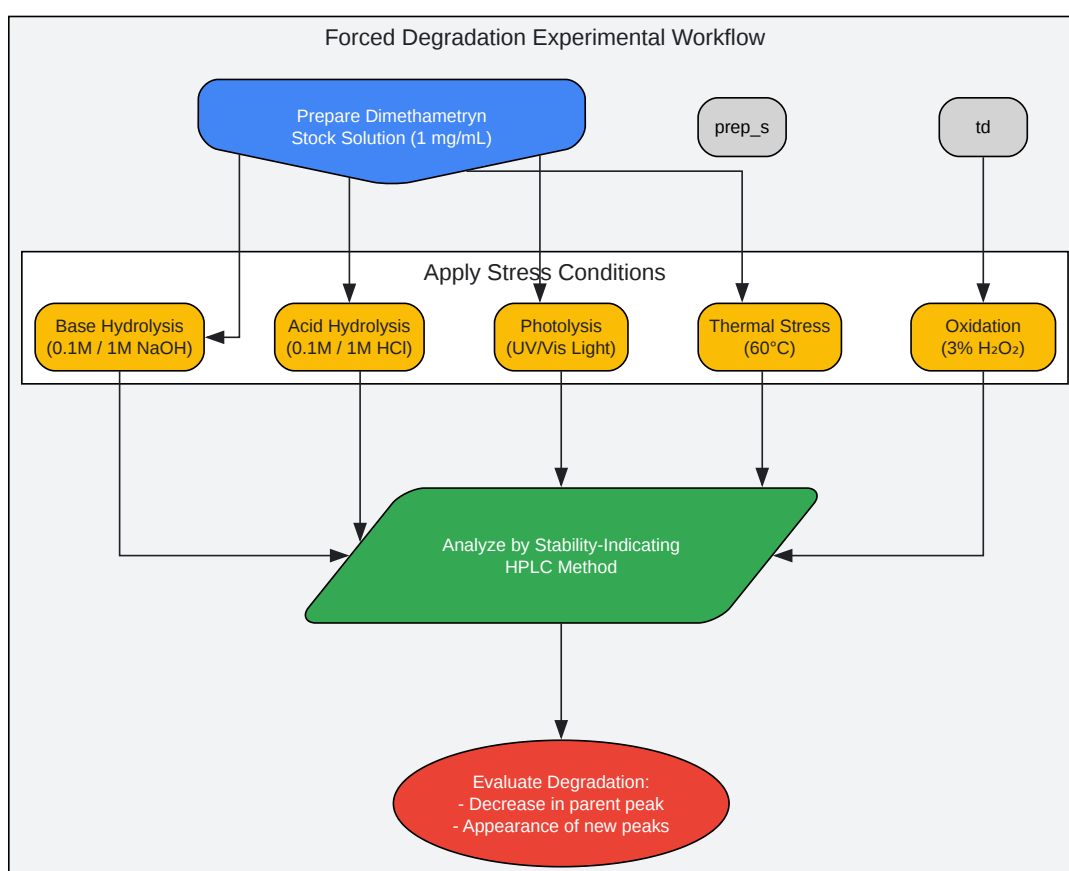 Forced Degradation Experimental Workflow
Prepare Dimethametryn
Stock Solution (1 mg/mL)
prep_s
td
Apply Stress Conditions
Base Hydrolysis
(0.1M / 1M NaOH)
Acid Hydrolysis
(0.1M / 1M HCl)
Photolysis
(UV/Vis Light)
Thermal Stress
(60°C)
Oxidation
(3% H₂O₂)
Analyze by Stability-Indicating
HPLC Method
Evaluate Degradation:
- Decrease in parent peak
- Appearance of new peaks